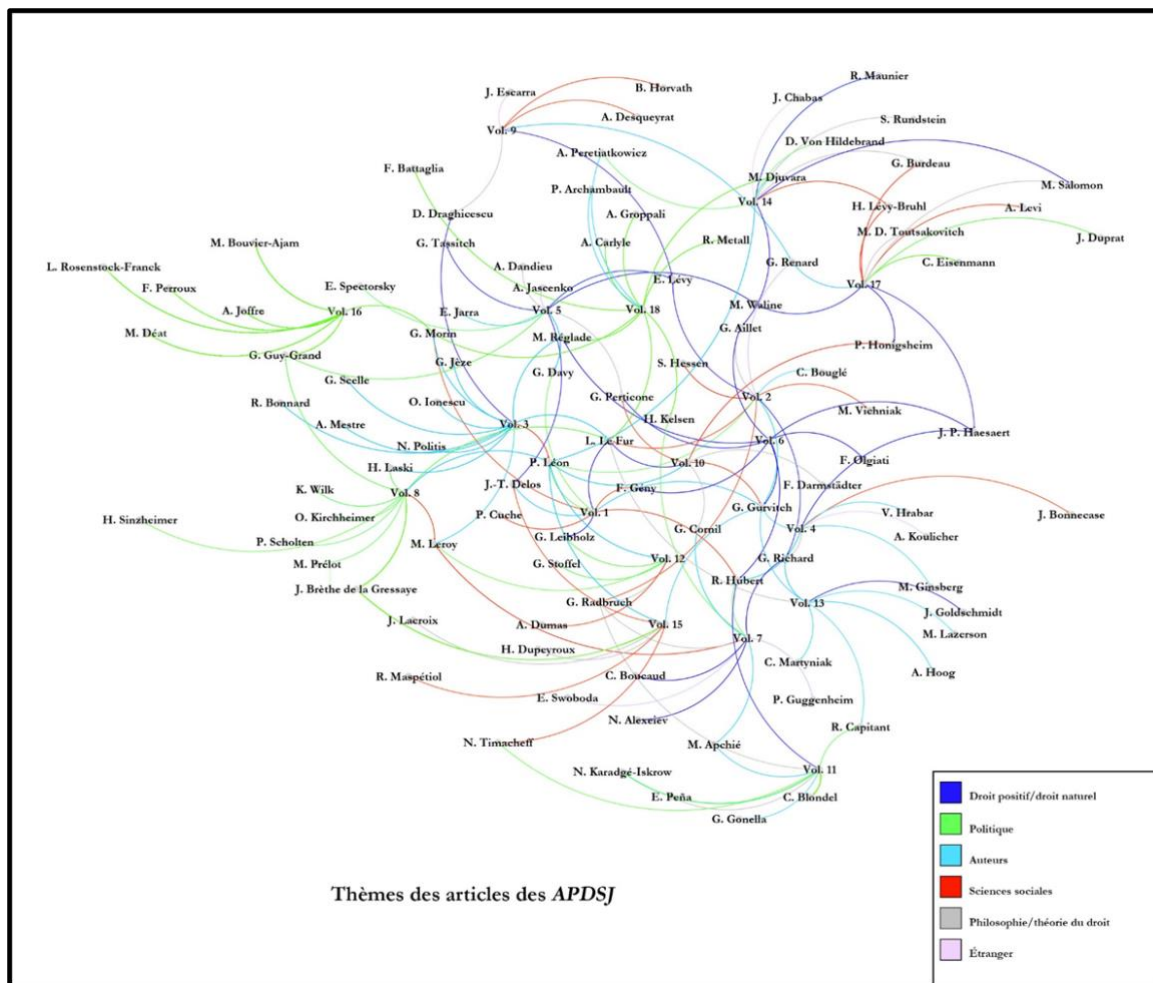 R. Maunier
J. Escarra
B. Horvath
J. Chabas
A. Desqueyrat
S. Rundstein
Vol. 9
D. Von Hildebrand
A. Peretiatkowicz
G. Burdeau
F. Battaglia
M. Djuvara
M. Salomon
P. Archambault
Vol. 14
H. Lévy-Bruhl
A. Levi
D. Draghicescu
A. Groppali
M. D. Toutsakovitch
J. Duprat
G. Tassitch
A. Carlyle
R. Metall
M. Bouvier-Ajam
G. Renard
C. Eisenmann
L. Rosenstock-Franck
A. Dandieu
E. Spectorsky
E. Lévy
Vol. 17
F. Perroux
A. Jascenko
M. Waline
A. Joffre
Vol. 16
E. Jarra
Vol. 5
Vol. 18
M. Déat
G. Morin
M. Réglade
G. Aillet
P. Honigsheim
G. Guy-Grand
G. Jèze
S. Hessen
G. Scelle
G. Davy
C. Bouglé
R. Bonnard
O. Ionescu
G. Perticone
Vol. 2
M. Vichniak
A. Mestre
Vol. 3
H. Kelsen
J. P. Haesaert
N. Politis
L. Le Fur
Vol. 6
H. Laski
P. Léon
Vol. 10
F. Olgiati
K. Wilk
Vol. 8
J.-T. Delos
F. Gény
F. Darmstädter
H. Sinzheimer
O. Kirchheimer
P. Cuche
Vol. 1
G. Gurvitch
V. Hrabar
J. Bonnecase
P. Scholten
G. Leibholz
G. Cornil
Vol. 4
A. Koulicher
M. Prélot
M. Leroy
G. Stoffel
Vol. 12
G. Richard
J. Brèthe de la Gressaye
R. Hubert
M. Ginsberg
J. Lacroix
G. Radbruch
Vol. 13
J. Goldschmidt
A. Dumas
Vol. 15
Vol. 7
M. Lazerson
H. Dupeyroux
C. Martyniak
A. Hoog
R. Maspétiol
C. Boucaud
E. Swoboda
P. Guggenheim
N. Alexeiev
R. Capitant
N. Timacheff
M. Apchié
N. Karadgé-Iskrow
Vol. 11
E. Peña
C. Blondel
G. Gonella
Thèmes des articles des APDSJ
Droit positif/droit naturel
Politique
Auteurs
Sciences sociales
Philosophie/théorie du droit
Étranger